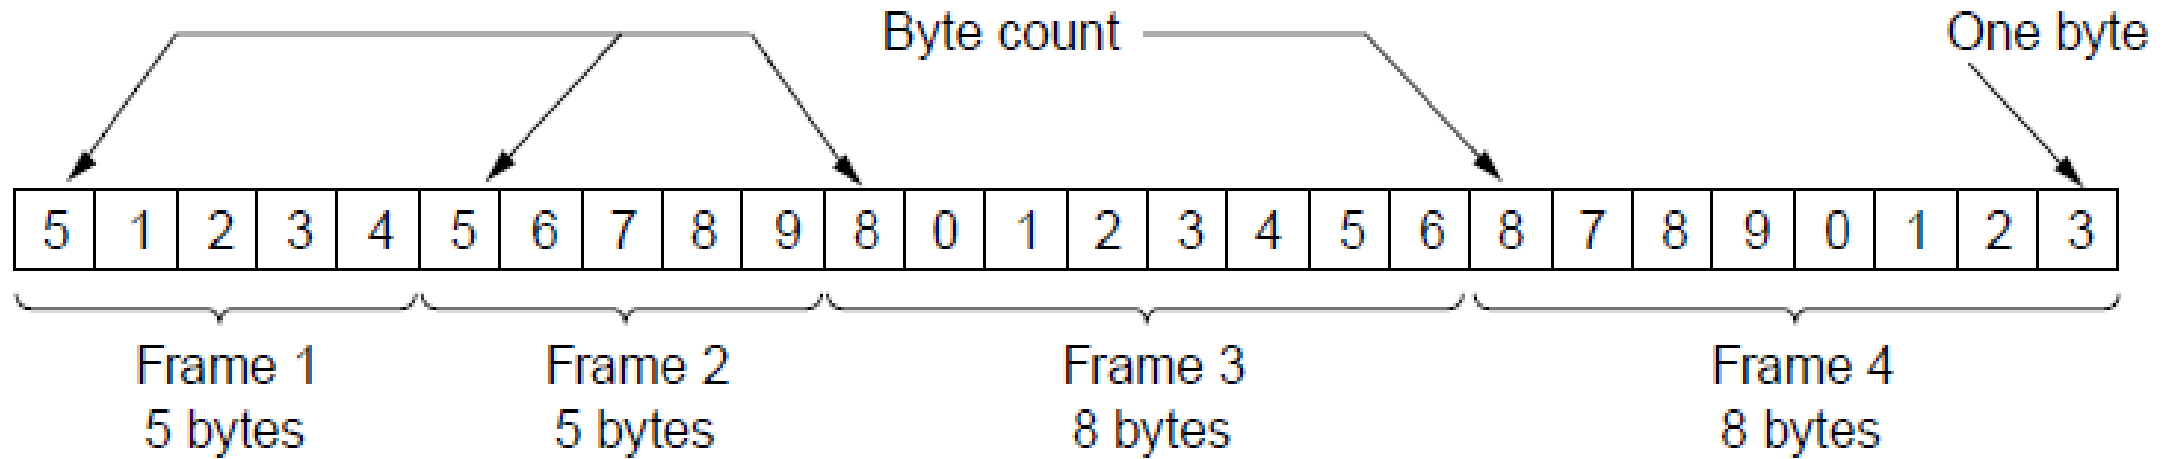 Byte count One byte
5 1 2 3 4 5 6 7 8 9 8 0 1 2 3 4 5 6 8 7 8 9 0 1 2 3
Frame 1 Frame 2 Frame 3 Frame 4
5 bytes 5 bytes 8 bytes 8 bytes